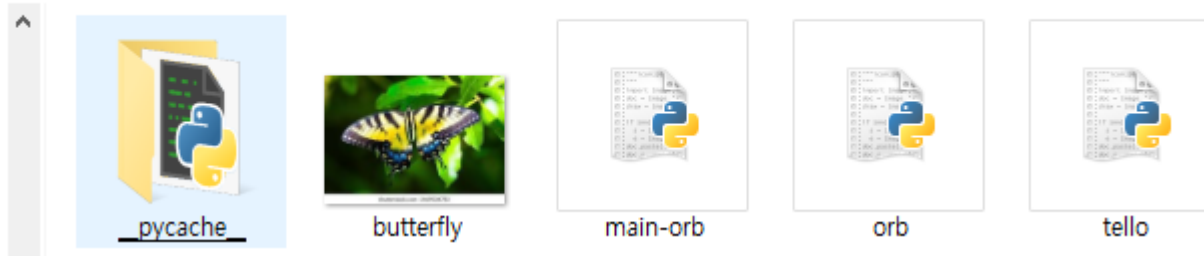 __pycache__
butterfly
main-orb
orb
tello